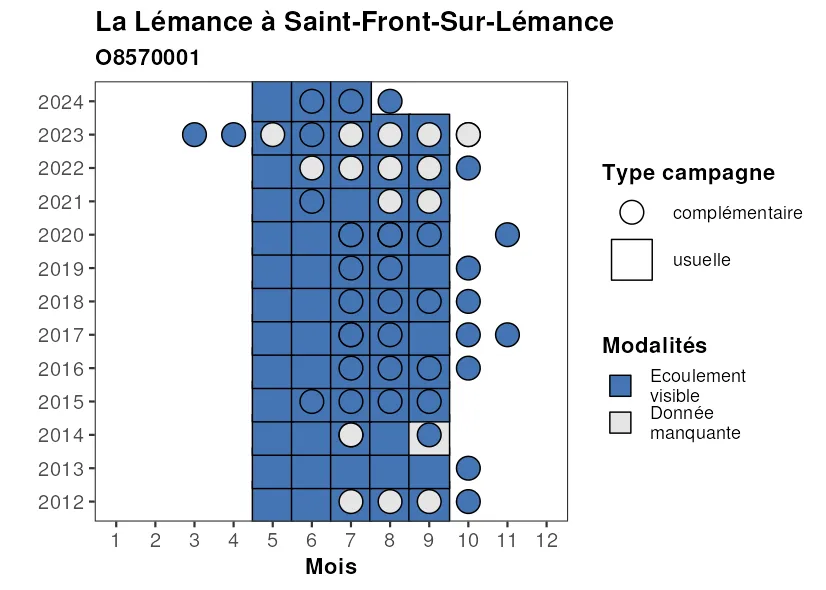 La Lémance à Saint-Front-Sur-Lémance
O8570001
2024
2023
2022
2021
2020
2019
2018
2017
2016
2015
2014
2013
2012
1 2 3 4 5 6 7 8 9 10 11 12
Mois
Type campagne
complémentaire
usuelle
Modalités
Ecoulement
visible
Donnée
manquante